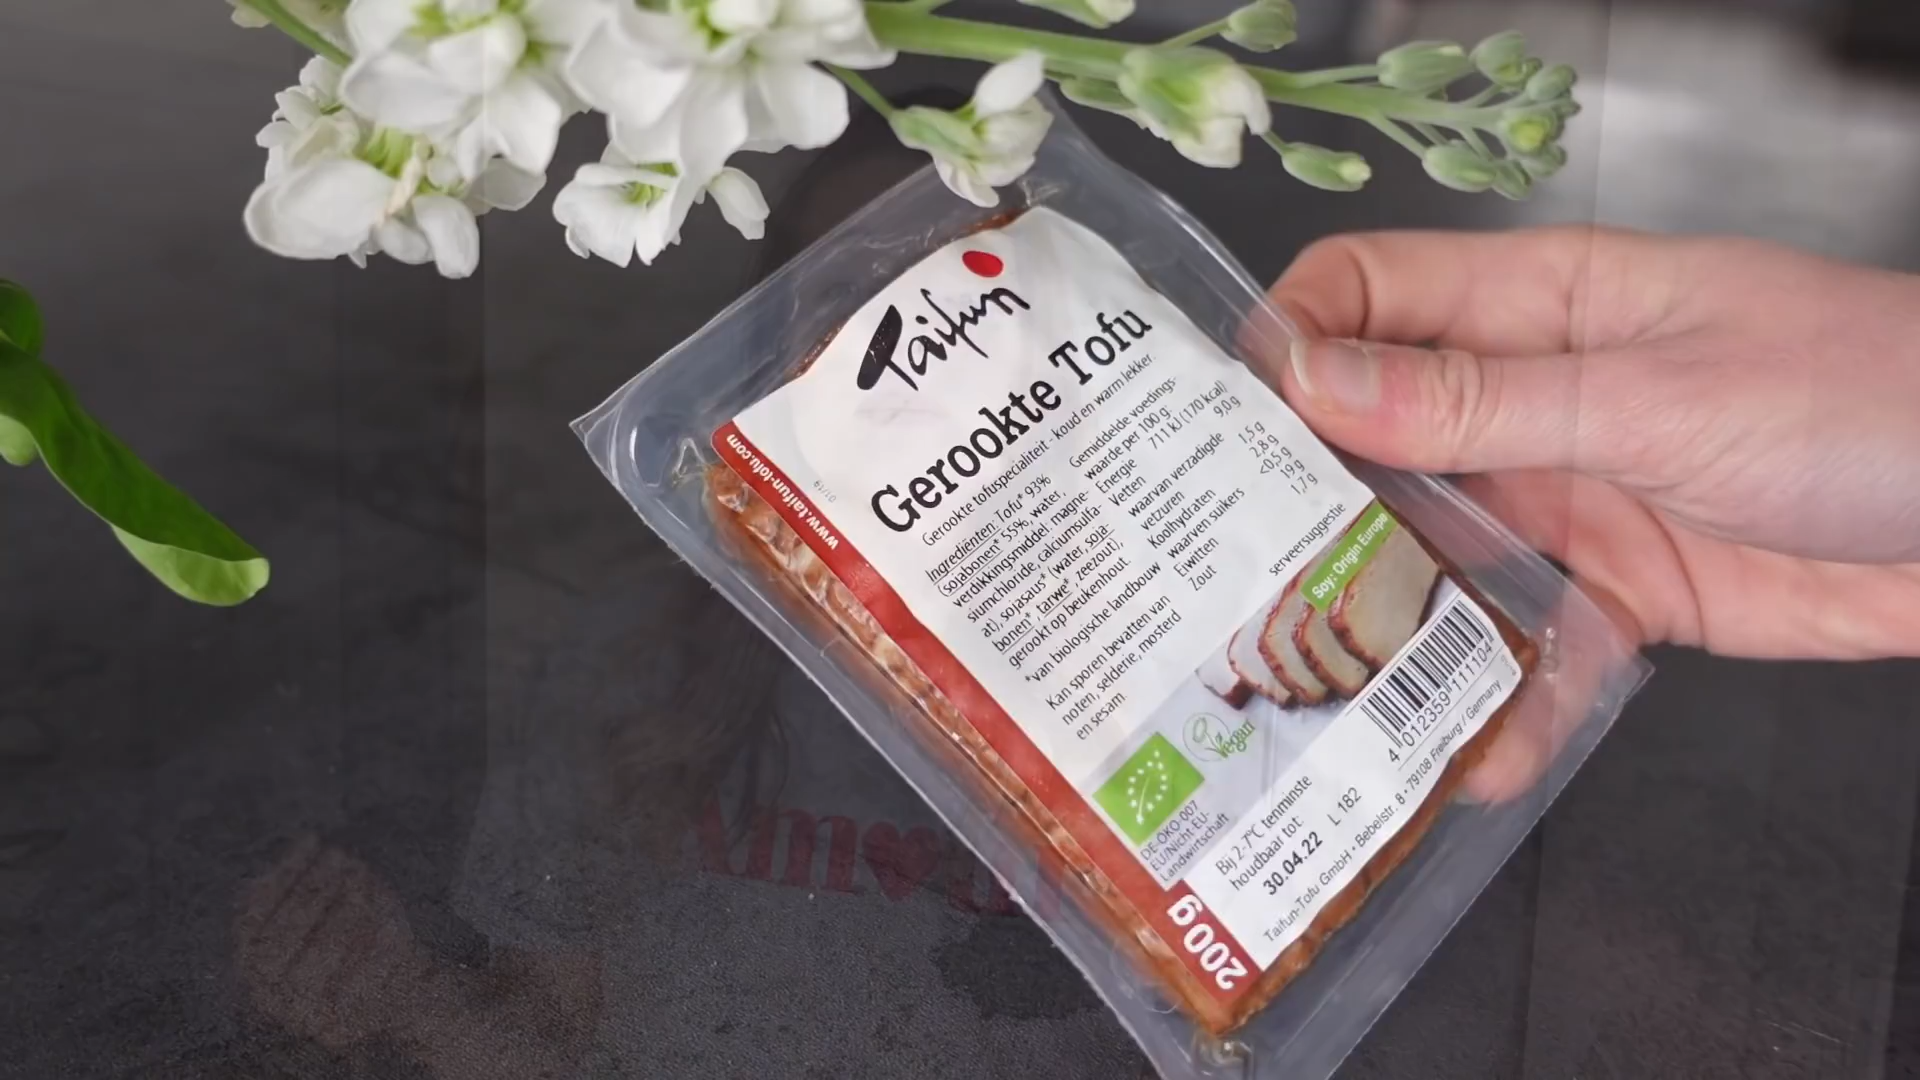 Taifun
Gerookte Tofu
Gerookte tofuspecialiteit - koud en warm lekker.
Ingrediënten: Tofu* 93%
(sojabonen* 55%, water,
verdikkingsmiddel: magne-
siumchloride, calciumsulfa-
at), sojasaus* (water, soja-
bonen*, tarwe*, zeezout),
gerookt op beukenhout.
*van biologische landbouw
Kan sporen bevatten van
noten, selderie, mosterd
en sesam.
Gemiddelde voedings-
waarde per 100 g:
Energie 711 kJ (170 kcal)
Vetten 9,0 g
waarvan verzadigde
vetzuren 1,5 g
Koolhydraten 2,8 g
waarven suikers <0,5 g
Eiwitten 19 g
Zout 1,7 g
serveersuggestie
Soy: Origin Europe
www.taifun-tofu.com
01/19
Vegan
DE-ÖKO-007
EU/Nicht-EU-
Landwirtschaft
4 012359 111104
Bij 2-7°C tenminste
houdbaar tot:
30.04.22 L 182
Taifun-Tofu GmbH • Bebelstr. 8 • 79108 Freiburg / Germany
200g